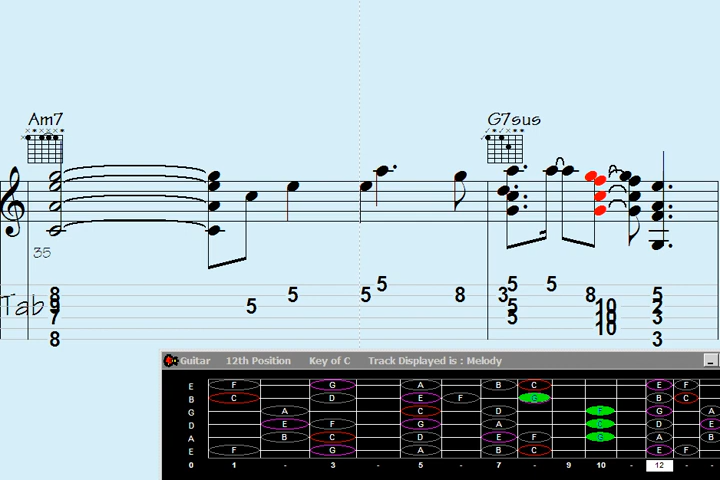 Am7 G7sus
35
Tab
8 5 5
8 5 5 8 3 5 8 5
9 5 5 10 2
7 5 10 3
10
8 3
Guitar 12th Position Key of C Track Displayed is : Melody
E F G A B C E F
B C D E F G B C
G A C D F G A
D E F G A C D E
A B C D E F G A B
E F G A B C E F
0 1 - 3 - 5 - 7 - 9 10 - 12 - -